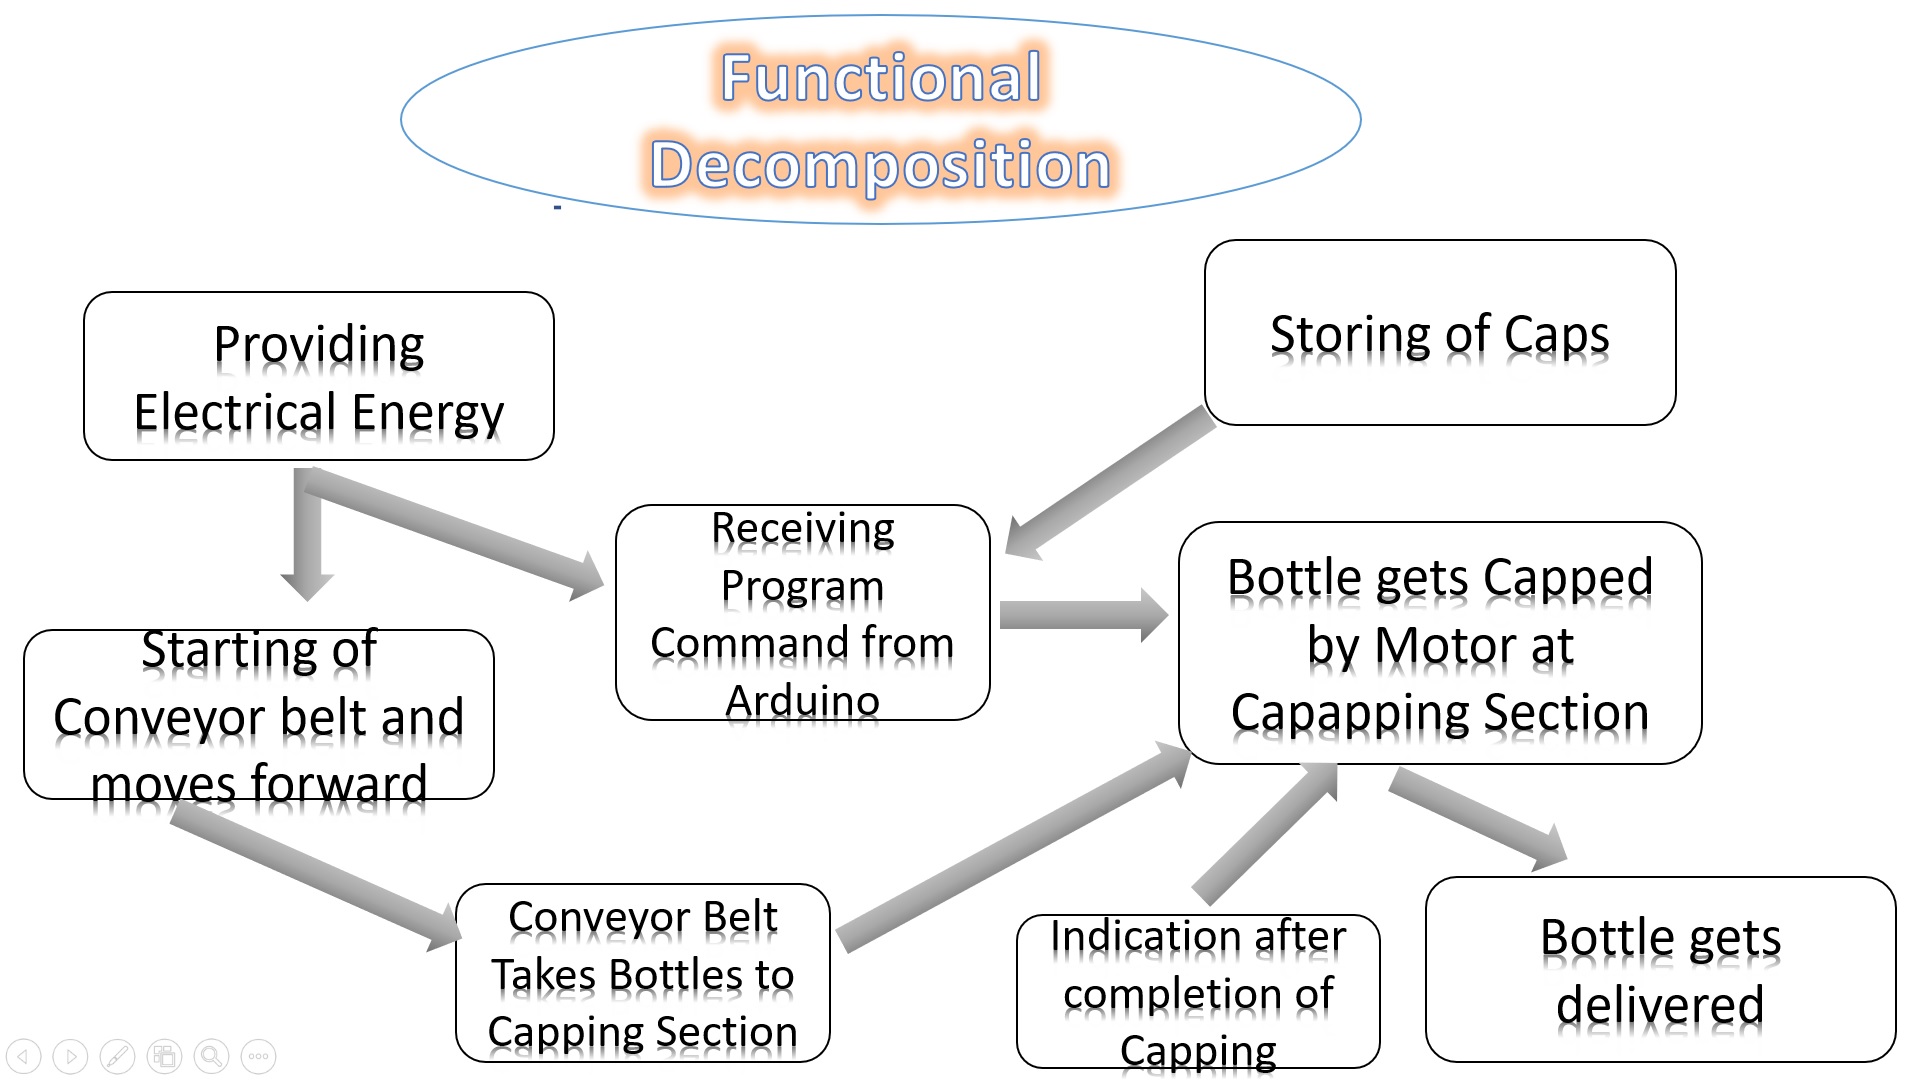 Functional
Decomposition
-
Providing
Electrical Energy
Storing of Caps
Receiving
Program
Command from
Arduino
Bottle gets Capped
by Motor at
Capapping Section
Starting of
Conveyor belt and
moves forward
Conveyor Belt
Takes Bottles to
Capping Section
Indication after
completion of
Capping
Bottle gets
delivered